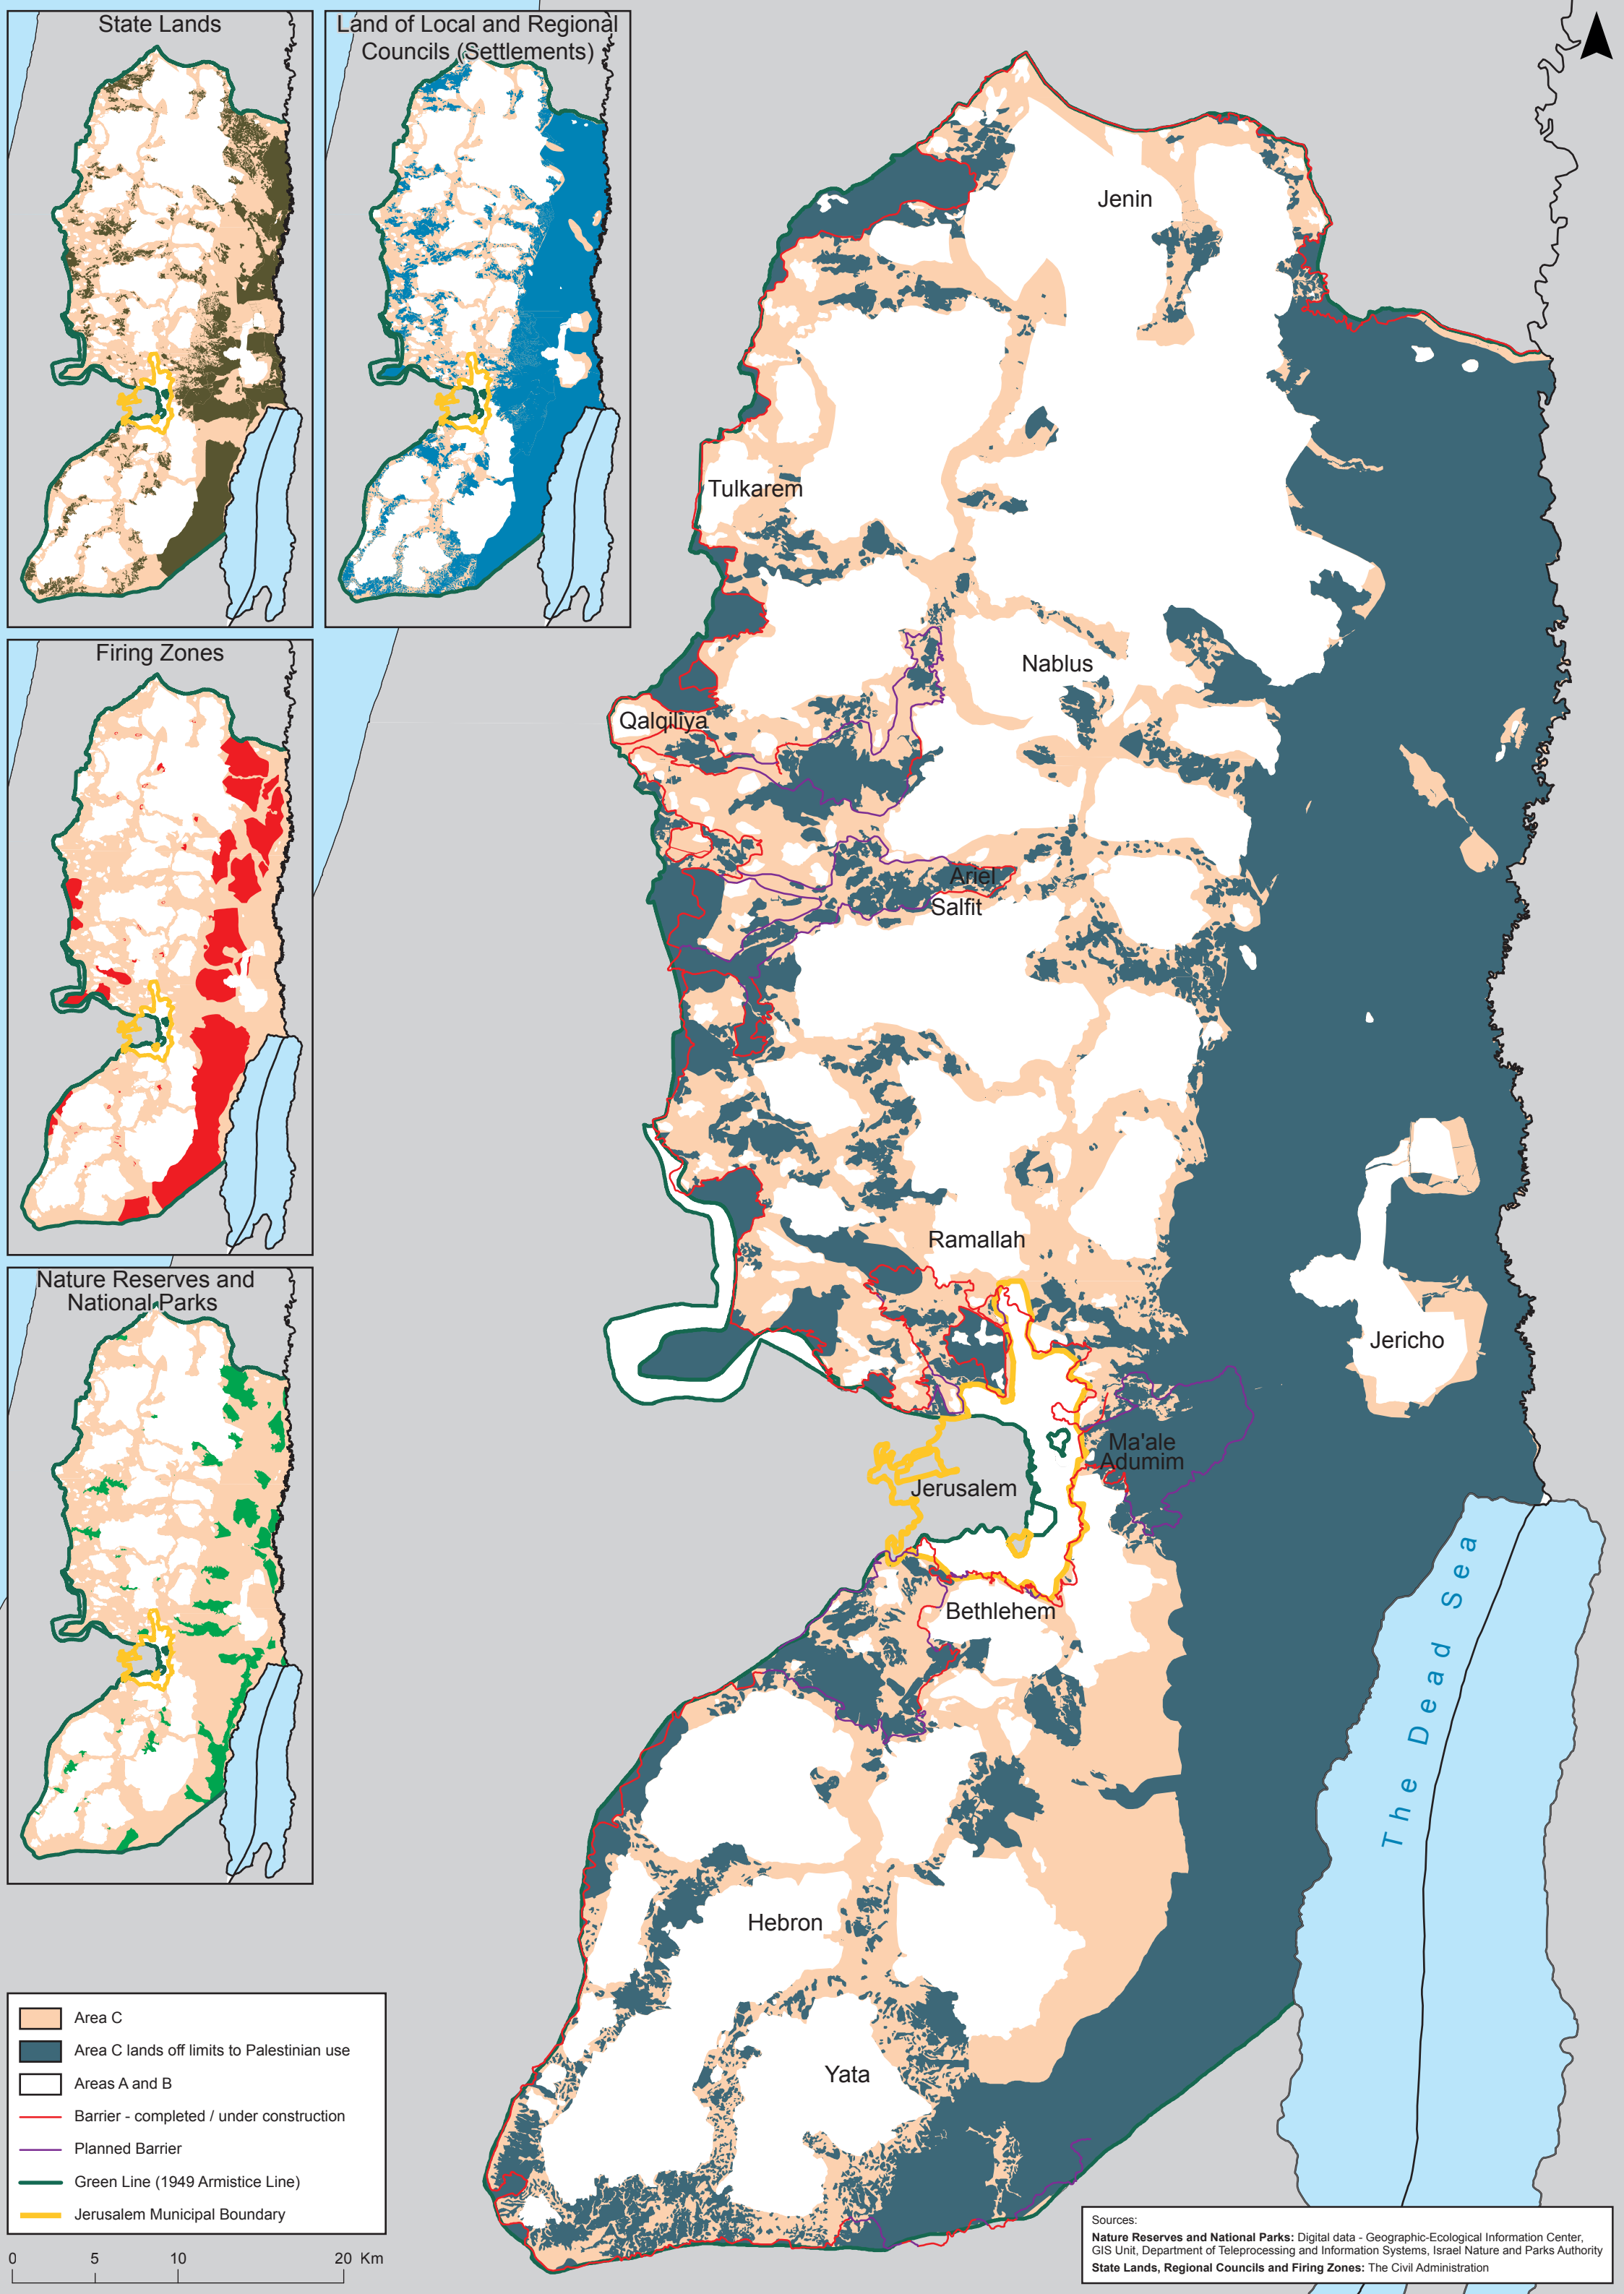 State Lands
Land of Local and Regional
Councils (Settlements)
Firing Zones
Nature Reserves and
National Parks
Jenin
Tulkarem
Nablus
Qalqiliya
Ariel
Salfit
Ramallah
Jericho
Ma'ale
Adumim
Jerusalem
Bethlehem
The Dead Sea
Hebron
Yata
Area C
Area C lands off limits to Palestinian use
Areas A and B
Barrier - completed / under construction
Planned Barrier
Green Line (1949 Armistice Line)
Jerusalem Municipal Boundary
0 5 10 20 Km
Sources:
Nature Reserves and National Parks: Digital data - Geographic-Ecological Information Center,
GIS Unit, Department of Teleprocessing and Information Systems, Israel Nature and Parks Authority
State Lands, Regional Councils and Firing Zones: The Civil Administration